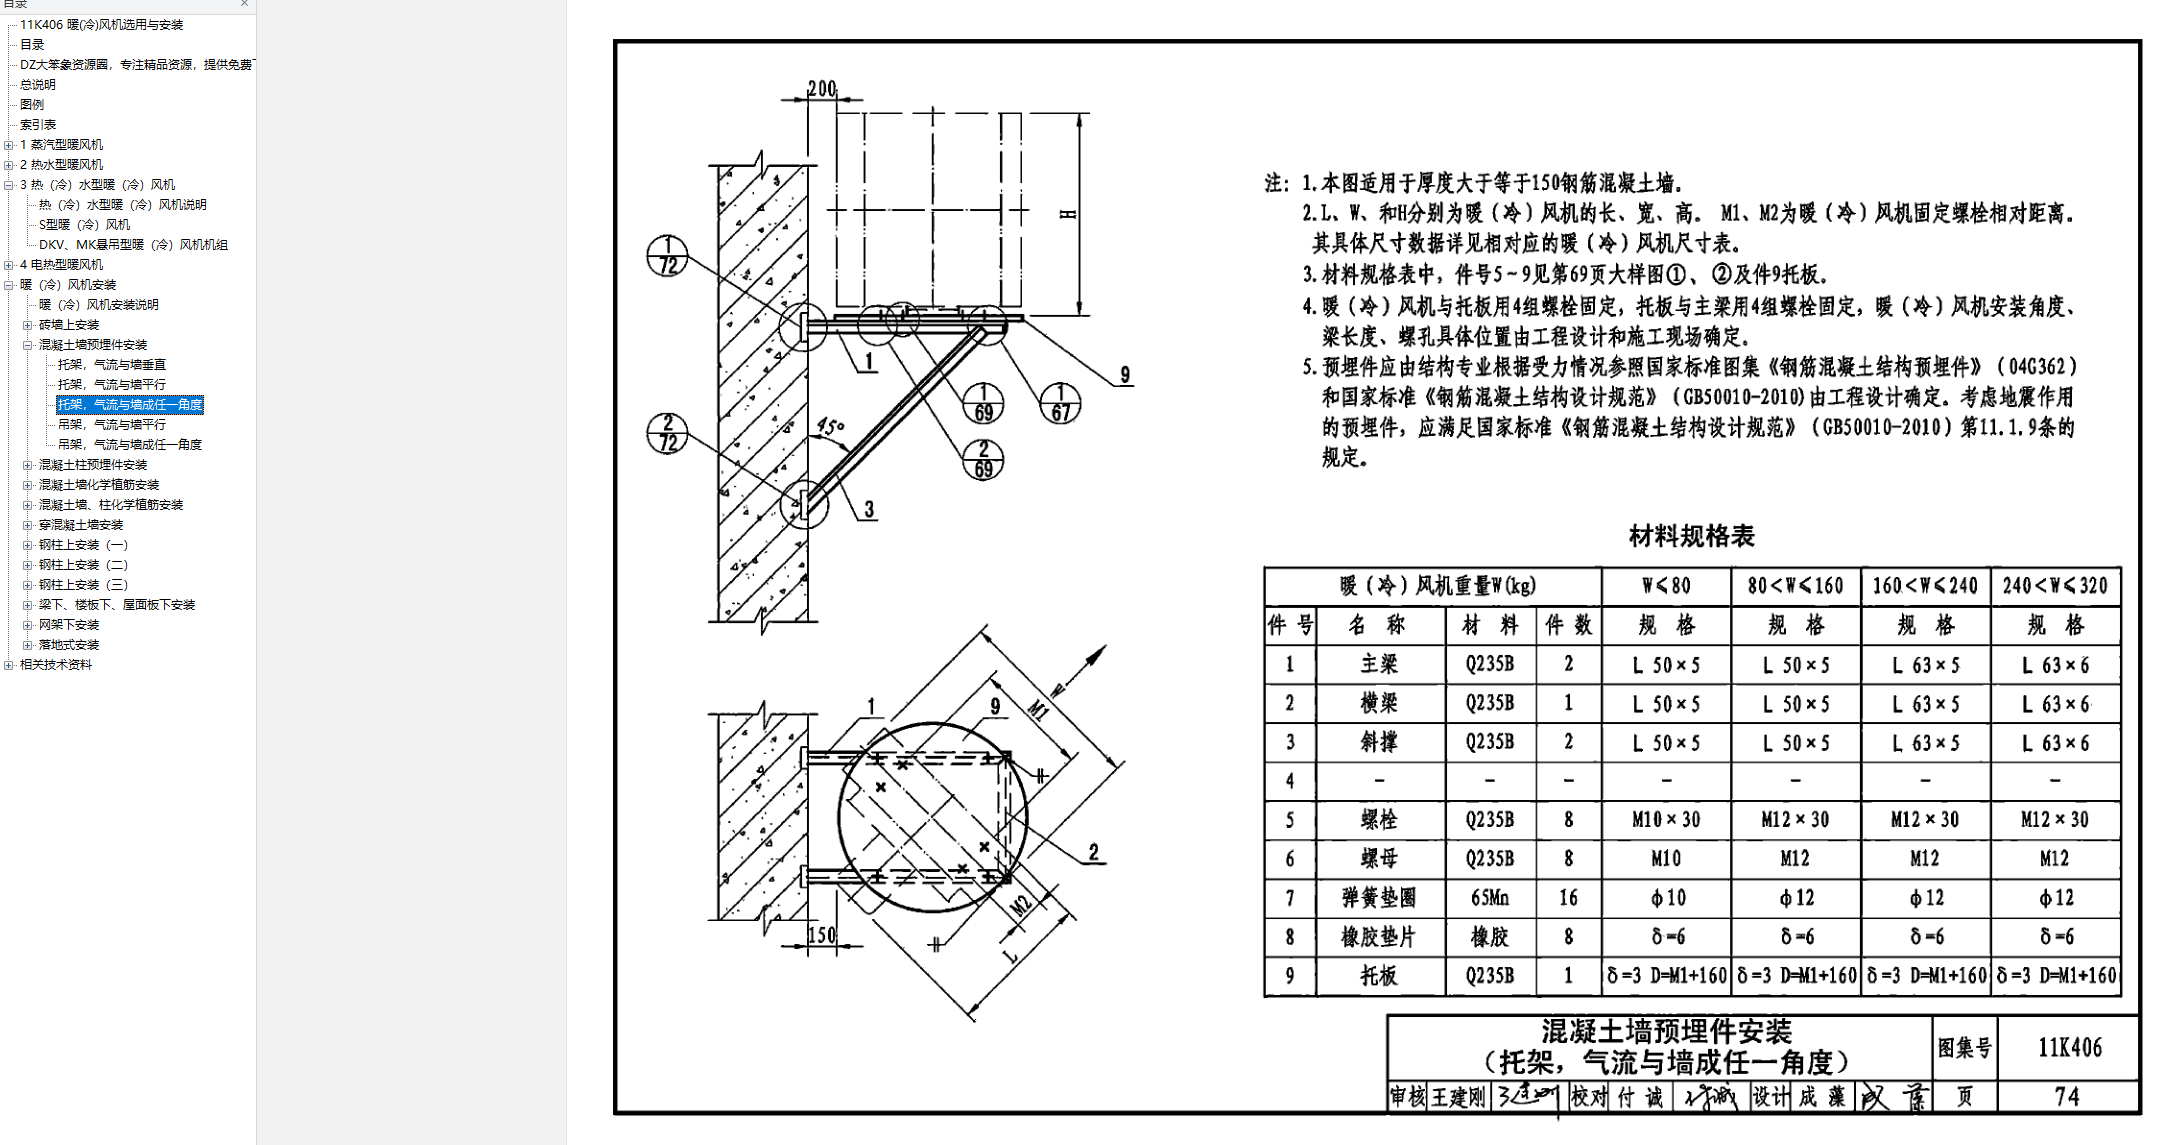 目录
11K406 暖(冷)风机选用与安装
目录
DZ大笨象资源圈，专注精品资源，提供免费
总说明
图例
索引表
1 蒸汽型暖风机
2 热水型暖风机
3 热（冷）水型暖（冷）风机
热（冷）水型暖（冷）风机说明
S型暖（冷）风机
DKV、MK悬吊型暖（冷）风机机组
4 电热型暖风机
暖（冷）风机安装
暖（冷）风机安装说明
砖墙上安装
混凝土墙预埋件安装
托架，气流与墙垂直
托架，气流与墙平行
托架，气流与墙成任一角度
吊架，气流与墙平行
吊架，气流与墙成任一角度
混凝土柱预埋件安装
混凝土墙化学植筋安装
混凝土墙、柱化学植筋安装
穿混凝土墙安装
钢柱上安装（一）
钢柱上安装（二）
钢柱上安装（三）
梁下、楼板下、屋面板下安装
网架下安装
落地式安装
相关技术资料
200
H
1
72
1
9
1
69
1
67
2
72
45°
2
69
3
W
M1
1
9
2
M2
150
L
注：1.本图适用于厚度大于等于150钢筋混凝土墙。
2.L、W、和H分别为暖（冷）风机的长、宽、高。 M1、M2为暖（冷）风机固定螺栓相对距离。
其具体尺寸数据详见相对应的暖（冷）风机尺寸表。
3.材料规格表中，件号5~9见第69页大样图①、②及件9托板。
4.暖（冷）风机与托板用4组螺栓固定，托板与主梁用4组螺栓固定，暖（冷）风机安装角度、
梁长度、螺孔具体位置由工程设计和施工现场确定。
5.预埋件应由结构专业根据受力情况参照国家标准图集《钢筋混凝土结构预埋件》（04G362）
和国家标准《钢筋混凝土结构设计规范》（GB50010-2010)由工程设计确定。考虑地震作用
的预埋件，应满足国家标准《钢筋混凝土结构设计规范》（GB50010-2010）第11.1.9条的
规定。
材料规格表
暖（冷）风机重量W(kg) W≤80 80<W≤160 160<W≤240 240<W≤320
件号 名称 材料 件数 规格 规格 规格 规格
1 主梁 Q235B 2 L 50×5 L 50×5 L 63×5 L 63×6
2 横梁 Q235B 1 L 50×5 L 50×5 L 63×5 L 63×6
3 斜撑 Q235B 2 L 50×5 L 50×5 L 63×5 L 63×6
4 - - - - - - -
5 螺栓 Q235B 8 M10×30 M12×30 M12×30 M12×30
6 螺母 Q235B 8 M10 M12 M12 M12
7 弹簧垫圈 65Mn 16 φ10 φ12 φ12 φ12
8 橡胶垫片 橡胶 8 δ=6 δ=6 δ=6 δ=6
9 托板 Q235B 1 δ=3 D=M1+160 δ=3 D=M1+160 δ=3 D=M1+160 δ=3 D=M1+160
混凝土墙预埋件安装
（托架，气流与墙成任一角度）
图集号 11K406
审核 王建刚 校对 付诚 设计 成藻 页 74